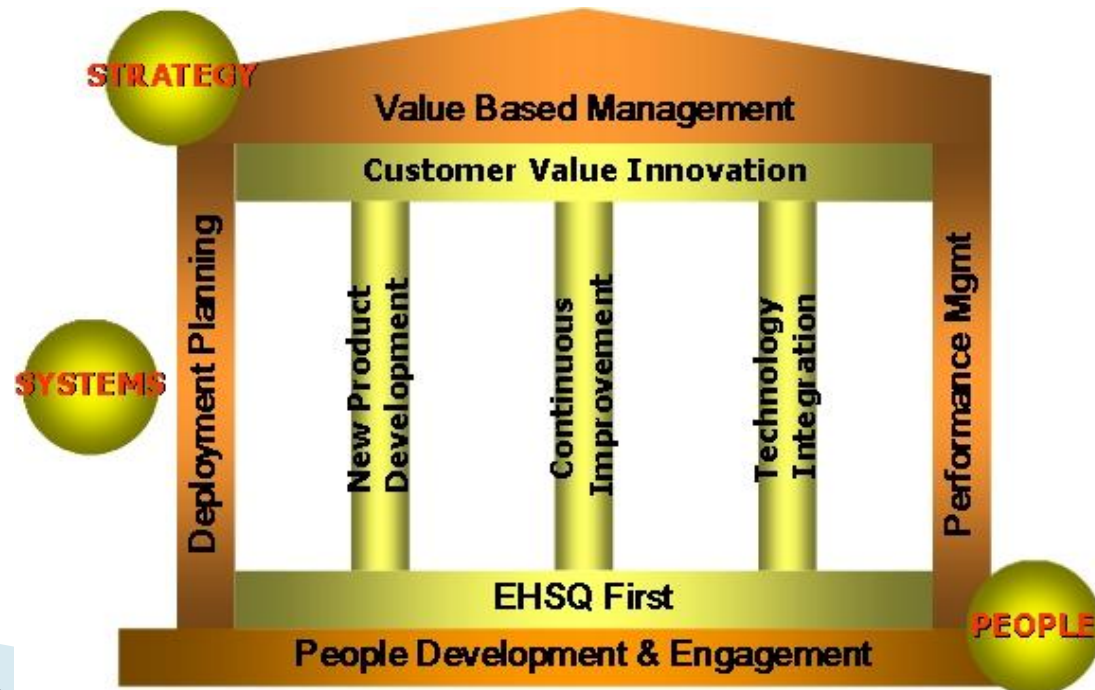 STRATEGY
Value Based Management
Customer Value Innovation
SYSTEMS
Deployment Planning
New Product
Development
Continuous
Improvement
Technology
Integration
Performance Mgmt
EHSQ First
PEOPLE
People Development & Engagement